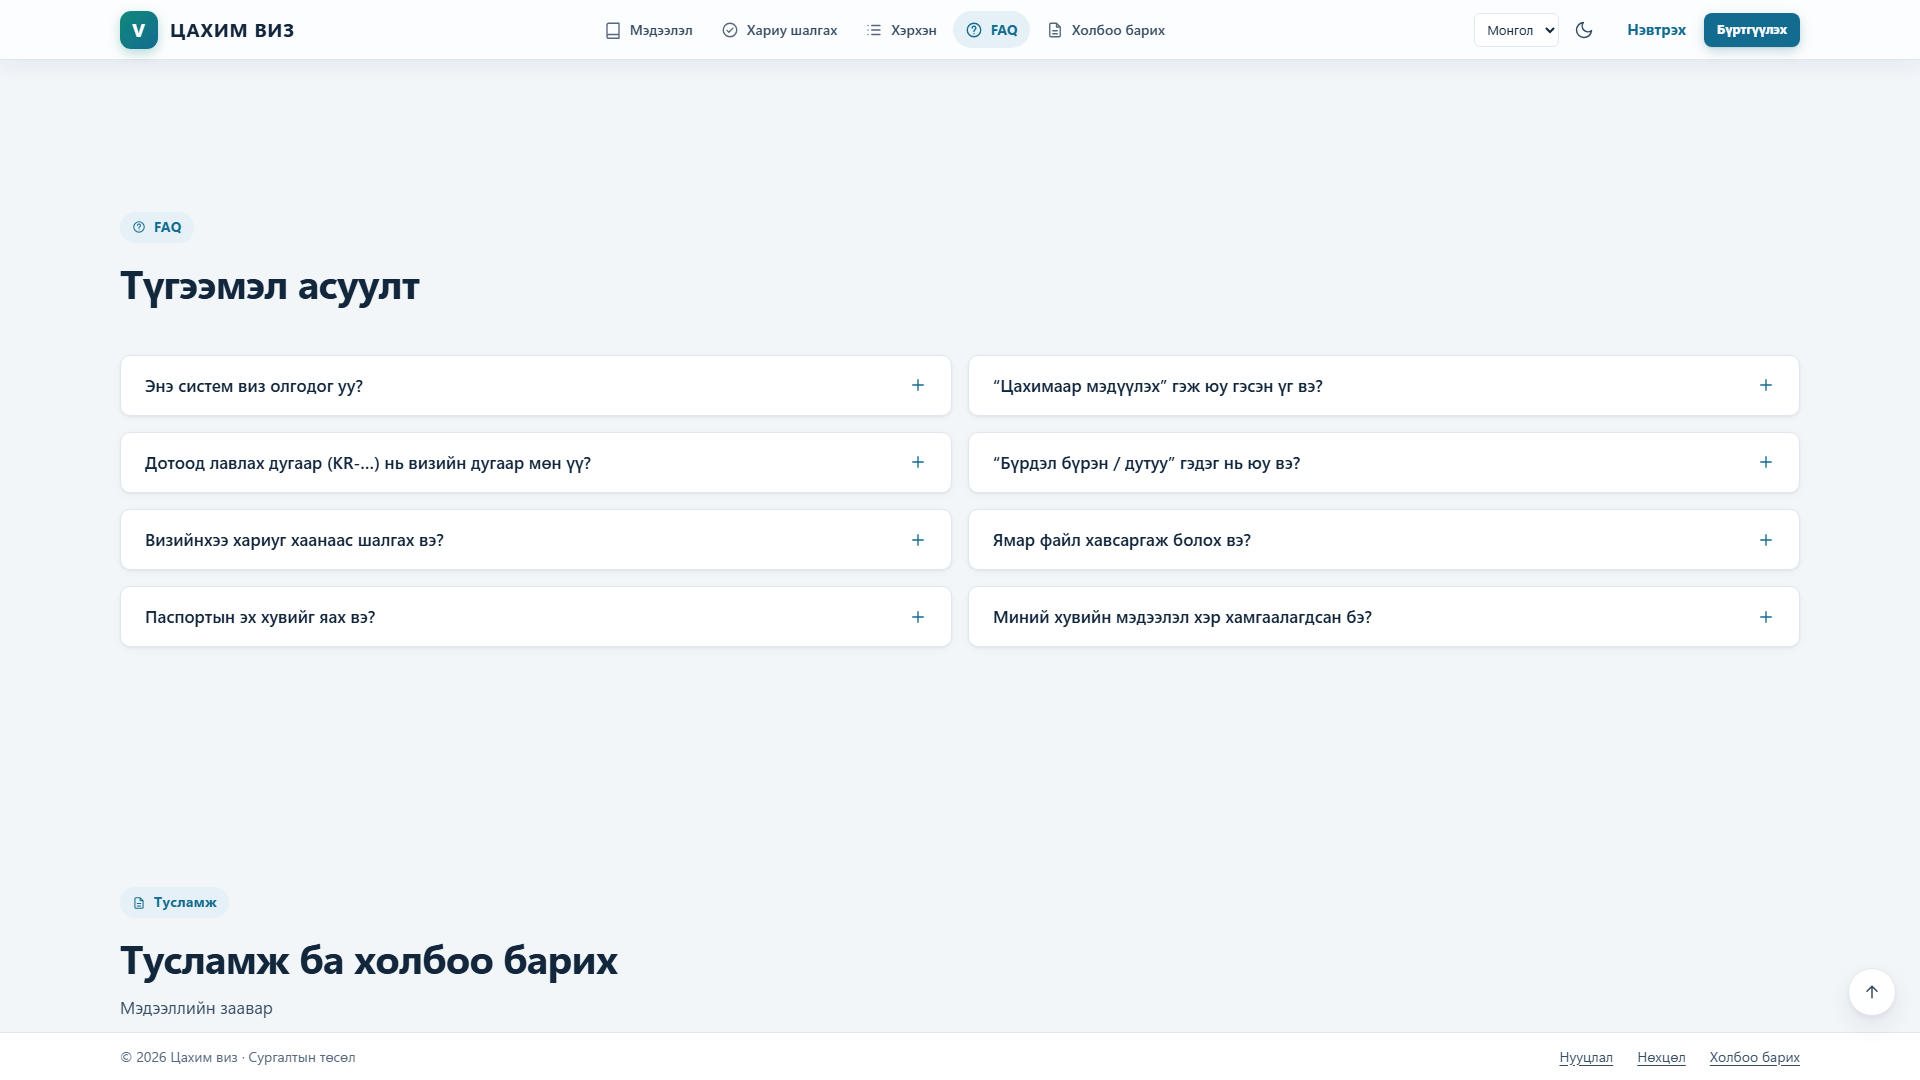 V ЦАХИМ ВИЗ Мэдээлэл Хариу шалгах Хэрхэн FAQ Холбоо барих Монгол Нэвтрэх Бүртгүүлэх
FAQ
Түгээмэл асуулт
Энэ систем виз олгодог уу?
“Цахимаар мэдүүлэх” гэж юу гэсэн үг вэ?
Дотоод лавлах дугаар (KR-…) нь визийн дугаар мөн үү?
“Бүрдэл бүрэн / дутуу” гэдэг нь юу вэ?
Визийнхээ хариуг хаанаас шалгах вэ?
Ямар файл хавсаргаж болох вэ?
Паспортын эх хувийг яах вэ?
Миний хувийн мэдээлэл хэр хамгаалагдсан бэ?
Тусламж
Тусламж ба холбоо барих
Мэдээллийн заавар
© 2026 Цахим виз · Сургалтын төсөл Нууцлал Нөхцөл Холбоо барих